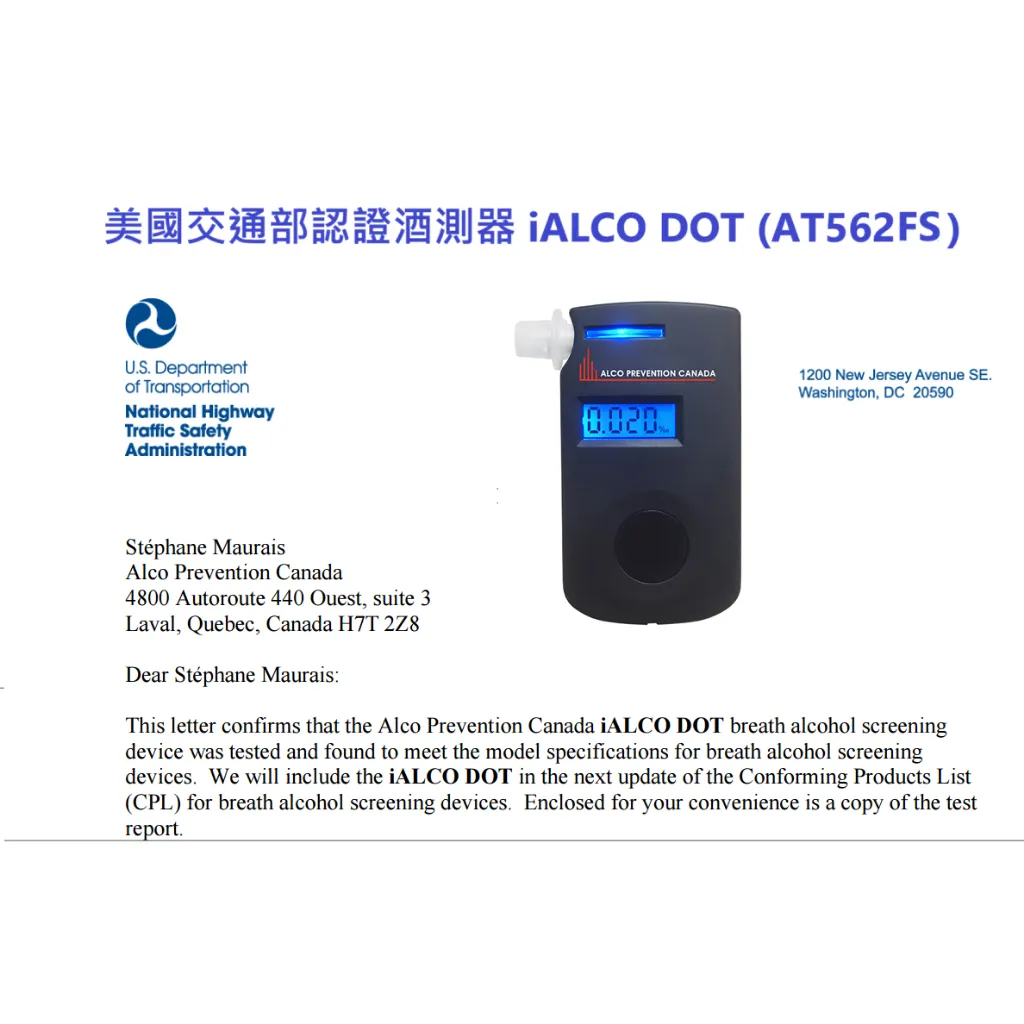 美國交通部認證酒測器 iALCO DOT (AT562FS)
U.S. Department
of Transportation
National Highway
Traffic Safety
Administration
ALCO PREVENTION CANADA
0.020‰
1200 New Jersey Avenue SE.
Washington, DC 20590
Stéphane Maurais
Alco Prevention Canada
4800 Autoroute 440 Ouest, suite 3
Laval, Quebec, Canada H7T 2Z8
Dear Stéphane Maurais:
This letter confirms that the Alco Prevention Canada iALCO DOT breath alcohol screening
device was tested and found to meet the model specifications for breath alcohol screening
devices. We will include the iALCO DOT in the next update of the Conforming Products List
(CPL) for breath alcohol screening devices. Enclosed for your convenience is a copy of the test
report.